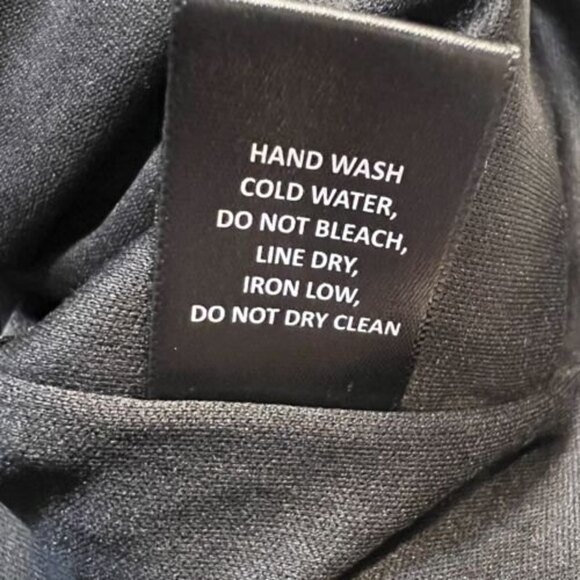 HAND WASH
COLD WATER,
DO NOT BLEACH,
LINE DRY,
IRON LOW,
DO NOT DRY CLEAN